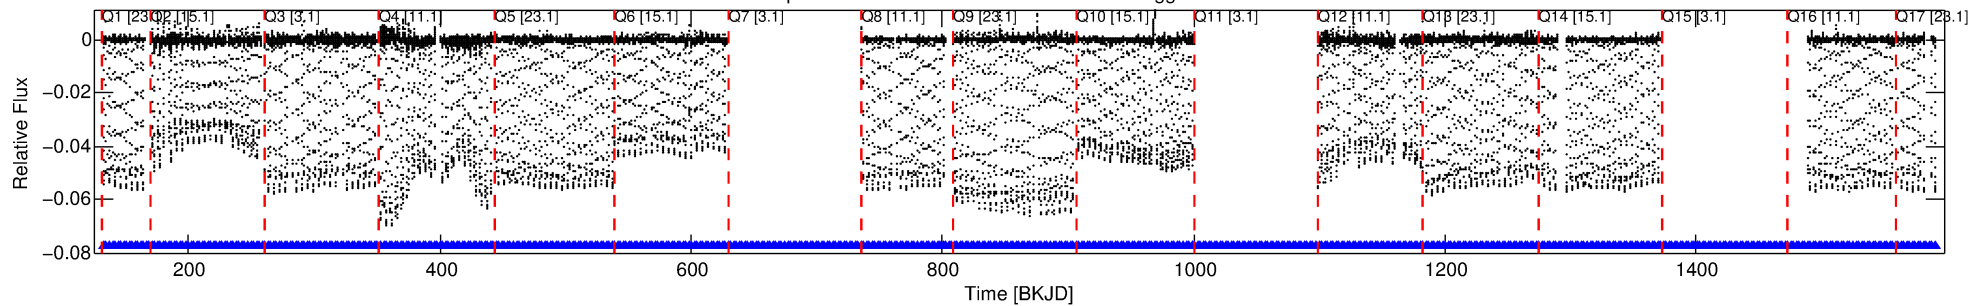 Q1 [23 Q2 [15.1] Q3 [3.1] Q4 [11.1] Q5 [23.1] Q6 [15.1] Q7 [3.1] Q8 [11.1] Q9 [23.1] Q10 [15.1] Q11 [3.1] Q12 [11.1] Q13 [23.1] Q14 [15.1] Q15 [3.1] Q16 [11.1] Q17 [23.1]
0
−0.02
−0.04
−0.06
−0.08
Relative Flux
200 400 600 800 1000 1200 1400
Time [BKJD]